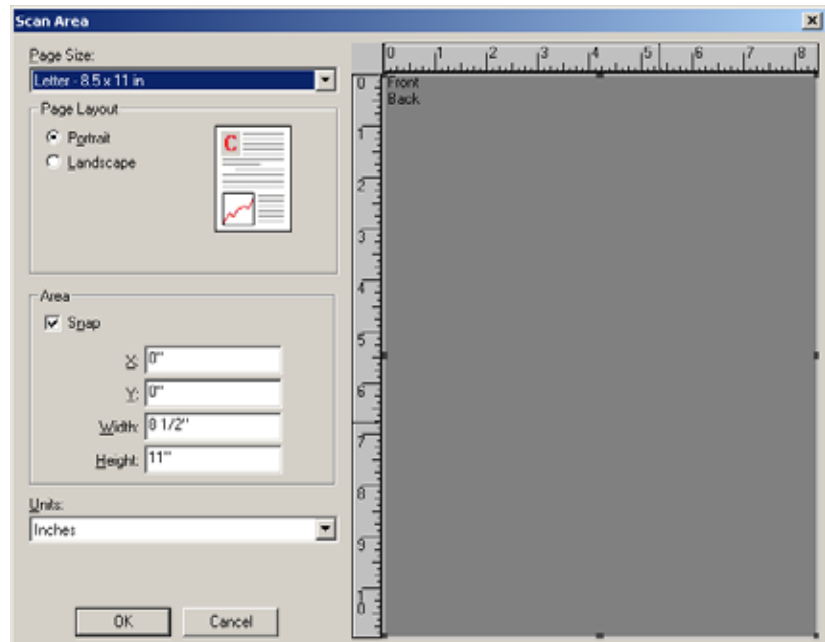 Scan Area
Page Size:
Letter - 8.5 x 11 in
Page Layout
Portrait
Landscape
C
Area
Snap
X: 0"
Y: 0"
Width: 8 1/2"
Height: 11"
Units:
Inches
OK Cancel
0 1 2 3 4 5 6 7 8
Front
Back
0
1
2
3
4
5
6
7
8
9
10